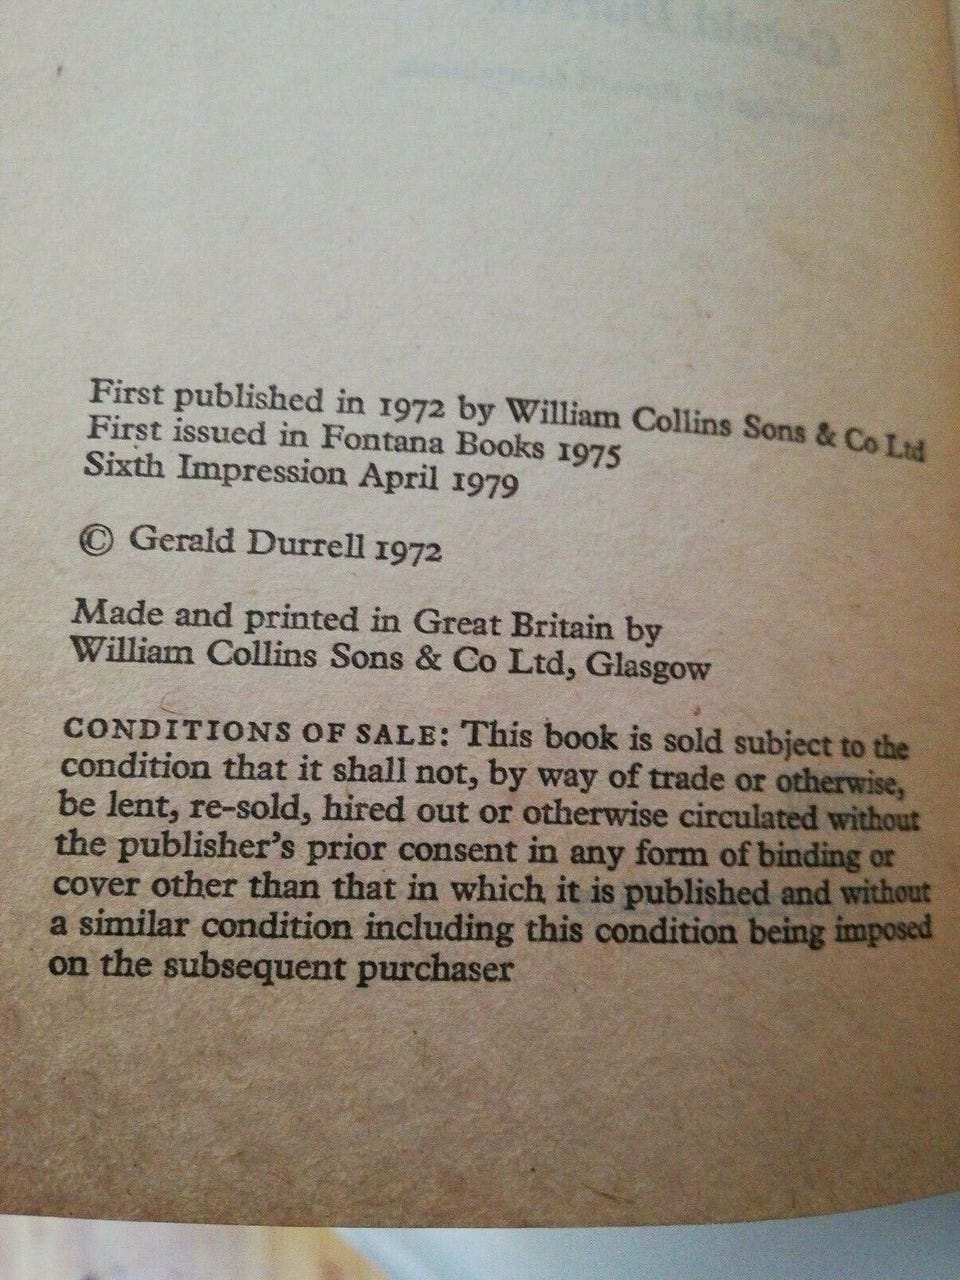 First published in 1972 by William Collins Sons & Co Ltd
First issued in Fontana Books 1975
Sixth Impression April 1979
© Gerald Durrell 1972
Made and printed in Great Britain by
William Collins Sons & Co Ltd, Glasgow
CONDITIONS OF SALE: This book is sold subject to the
condition that it shall not, by way of trade or otherwise,
be lent, re-sold, hired out or otherwise circulated without
the publisher's prior consent in any form of binding or
cover other than that in which it is published and without
a similar condition including this condition being imposed
on the subsequent purchaser